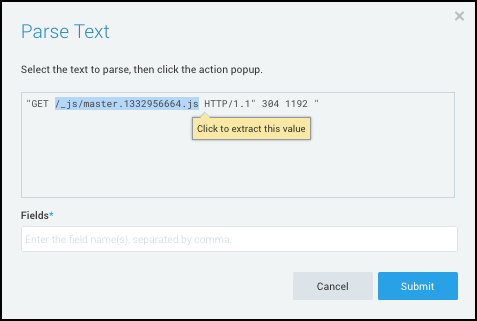 Parse Text
Select the text to parse, then click the action popup.
"GET /_js/master.1332956664.js HTTP/1.1" 304 1192 "
Click to extract this value
Fields*
Enter the field name(s), separated by comma.
Cancel Submit